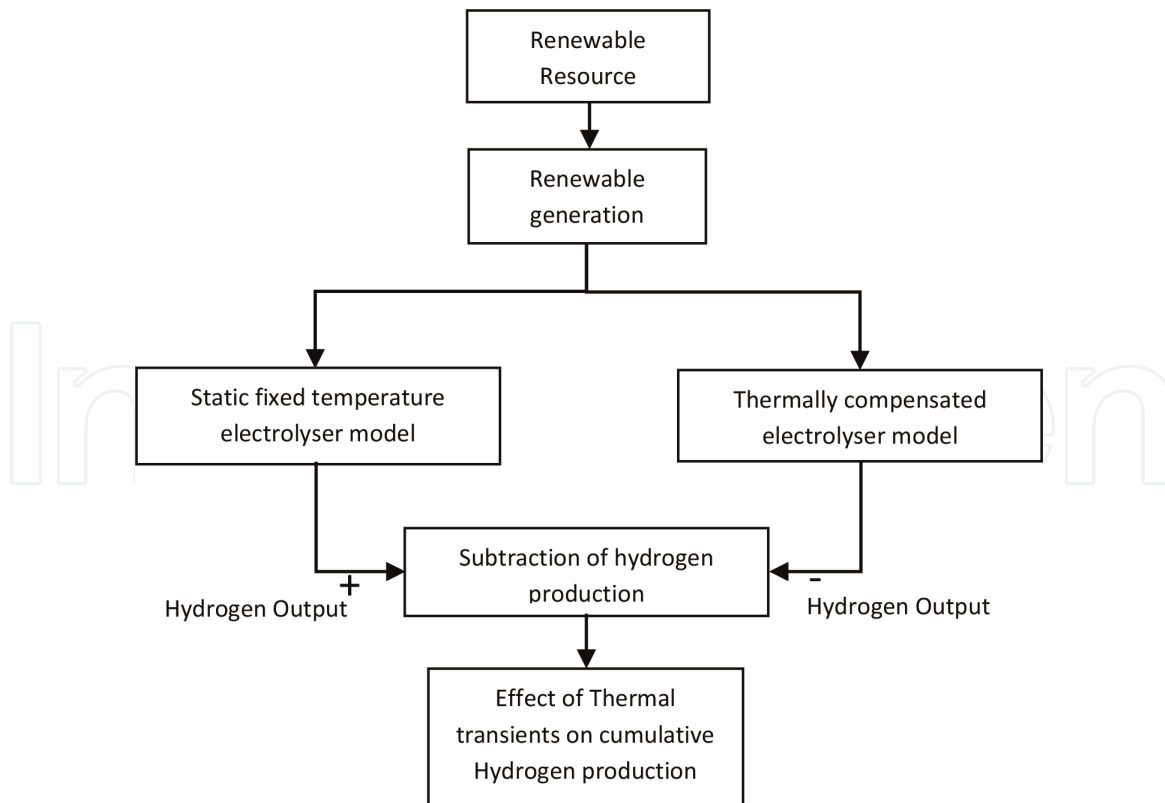 Renewable
Resource
Renewable
generation
Static fixed temperature
electrolyser model
Thermally compensated
electrolyser model
Subtraction of hydrogen
production
+
-
Hydrogen Output
Hydrogen Output
Effect of Thermal
transients on cumulative
Hydrogen production